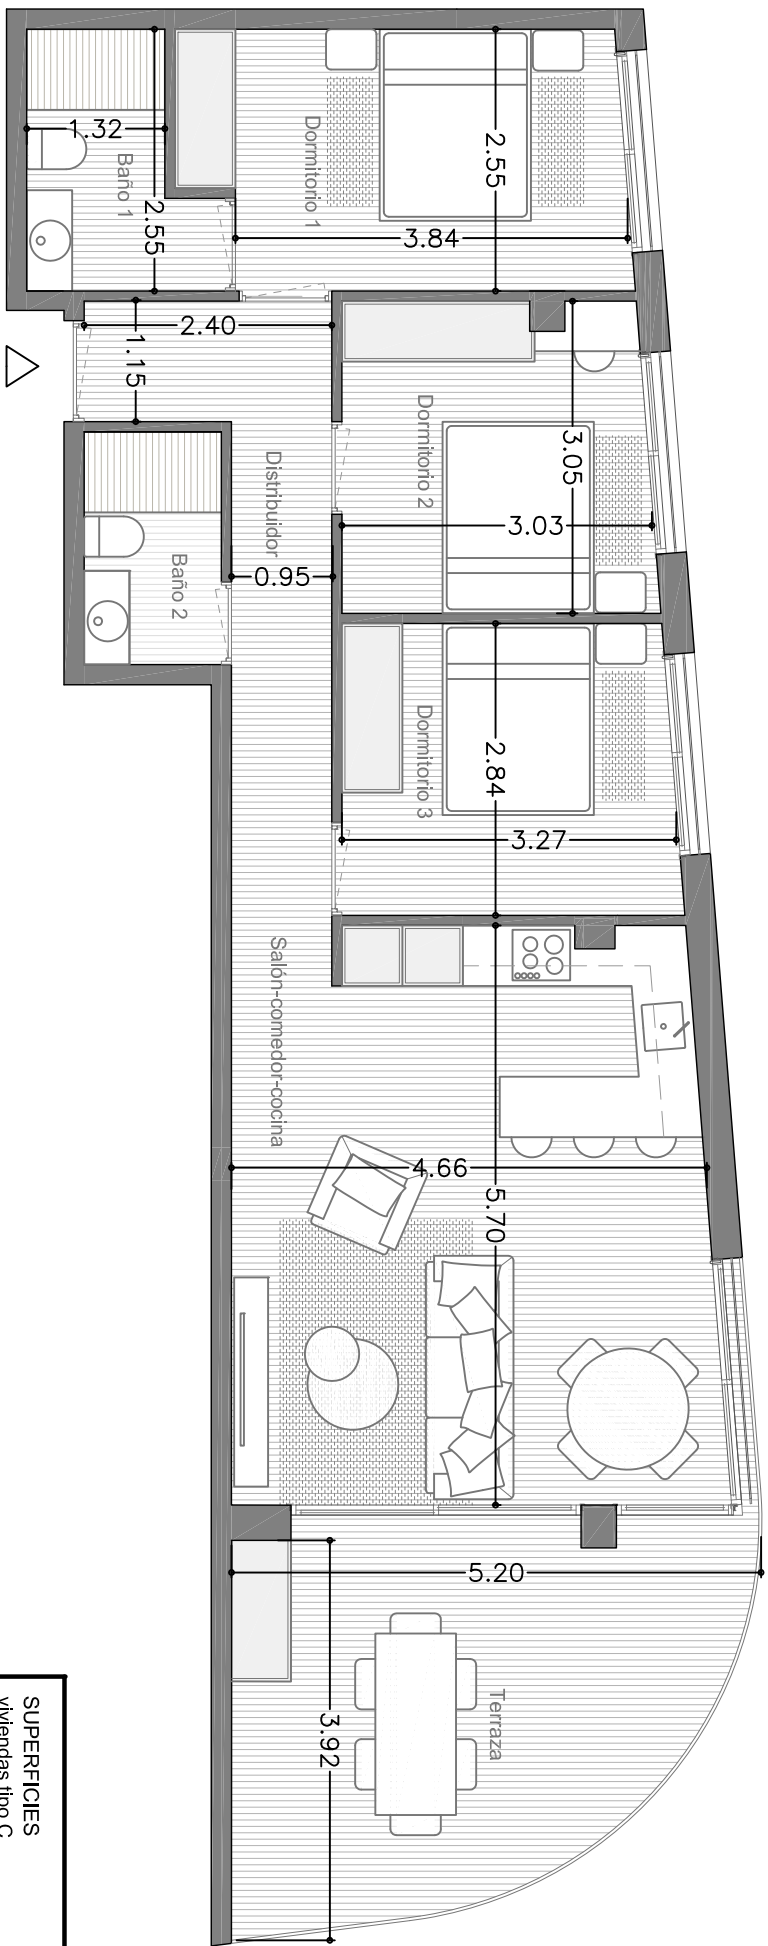 1.32
Baño 1
2.55
Dormitorio 1
2.55
3.84
2.40
1.15
Dormitorio 2
3.05
3.03
Distribuidor
0.95
Baño 2
Dormitorio 3
2.84
3.27
Salón-comedor-cocina
4.66
5.70
5.20
Terraza
3.92
SUPERFICIES
viviendas tipo C